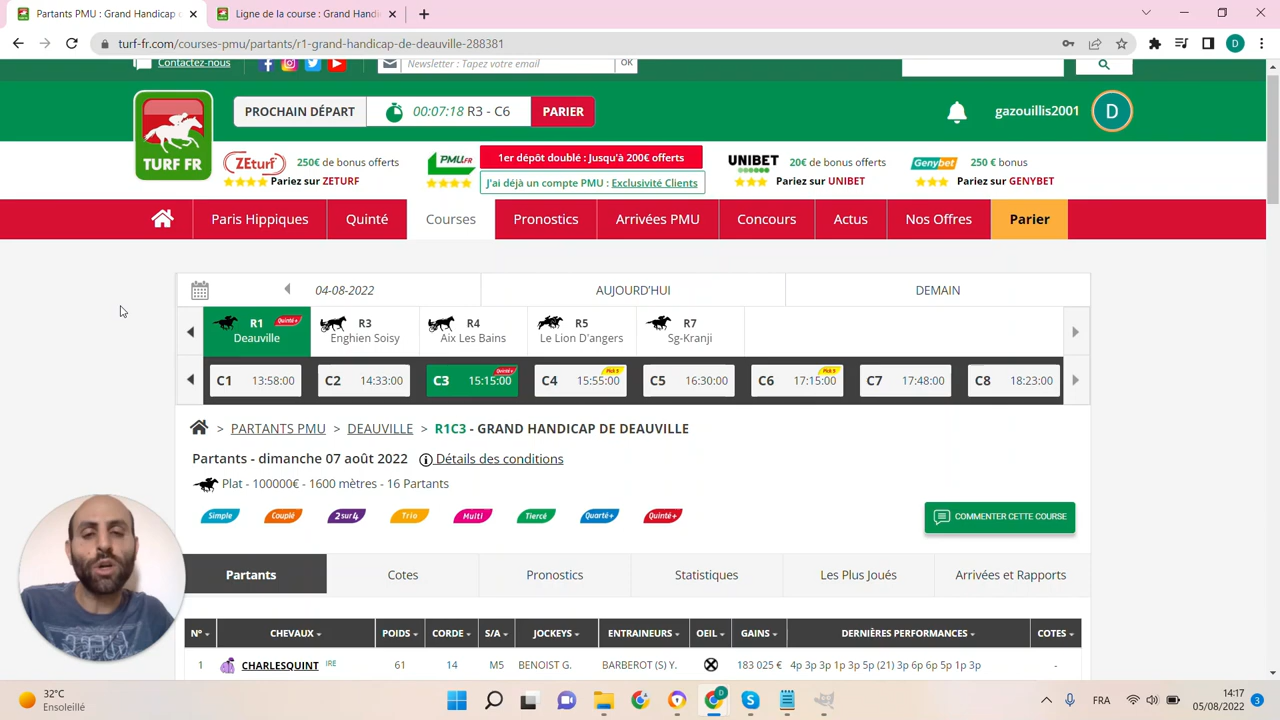 Partants PMU : Grand Handicap
Ligne de la course : Grand Handi
turf-fr.com/courses-pmu/partants/r1-grand-handicap-de-deauville-288381
D
Contactez-nous
Newsletter : Tapez votre email
OK
TURF FR
PROCHAIN DÉPART
00:07:18 R3 - C6
PARIER
gazouillis2001
D
ZEturf
250€ de bonus offerts
Pariez sur ZETURF
PMU.FR
1er dépôt doublé : Jusqu'à 200€ offerts
J'ai déjà un compte PMU : Exclusivité Clients
UNIBET
20€ de bonus offerts
Pariez sur UNIBET
Genybet
250 € bonus
Pariez sur GENYBET
Paris Hippiques
Quinté
Courses
Pronostics
Arrivées PMU
Concours
Actus
Nos Offres
Parier
04-08-2022
AUJOURD'HUI
DEMAIN
R1
Quinté+
Deauville
R3
Enghien Soisy
R4
Aix Les Bains
R5
Le Lion D'angers
R7
Sg-Kranji
C1 13:58:00
C2 14:33:00
C3 15:15:00
Quinté+
C4 15:55:00
Pick 5
C5 16:30:00
C6 17:15:00
Pick 5
C7 17:48:00
C8 18:23:00
> PARTANTS PMU > DEAUVILLE > R1C3 - GRAND HANDICAP DE DEAUVILLE
Partants - dimanche 07 août 2022 Détails des conditions
Plat - 100000€ - 1600 mètres - 16 Partants
Simple
Couplé
2sur4
Trio
Multi
Tiercé
Quarté+
Quinté+
COMMENTER CETTE COURSE
Partants
Cotes
Pronostics
Statistiques
Les Plus Joués
Arrivées et Rapports
N° CHEVAUX POIDS CORDE S/A JOCKEYS ENTRAINEURS OEIL GAINS DERNIÈRES PERFORMANCES COTES
1 CHARLESQUINT IRE 61 14 M5 BENOIST G. BARBEROT (S) Y. 183 025 € 4p 3p 3p 1p 3p 5p (21) 3p 6p 6p 5p 1p 3p -
32°C
Ensoleillé
D
FRA
14:17
05/08/2022
3